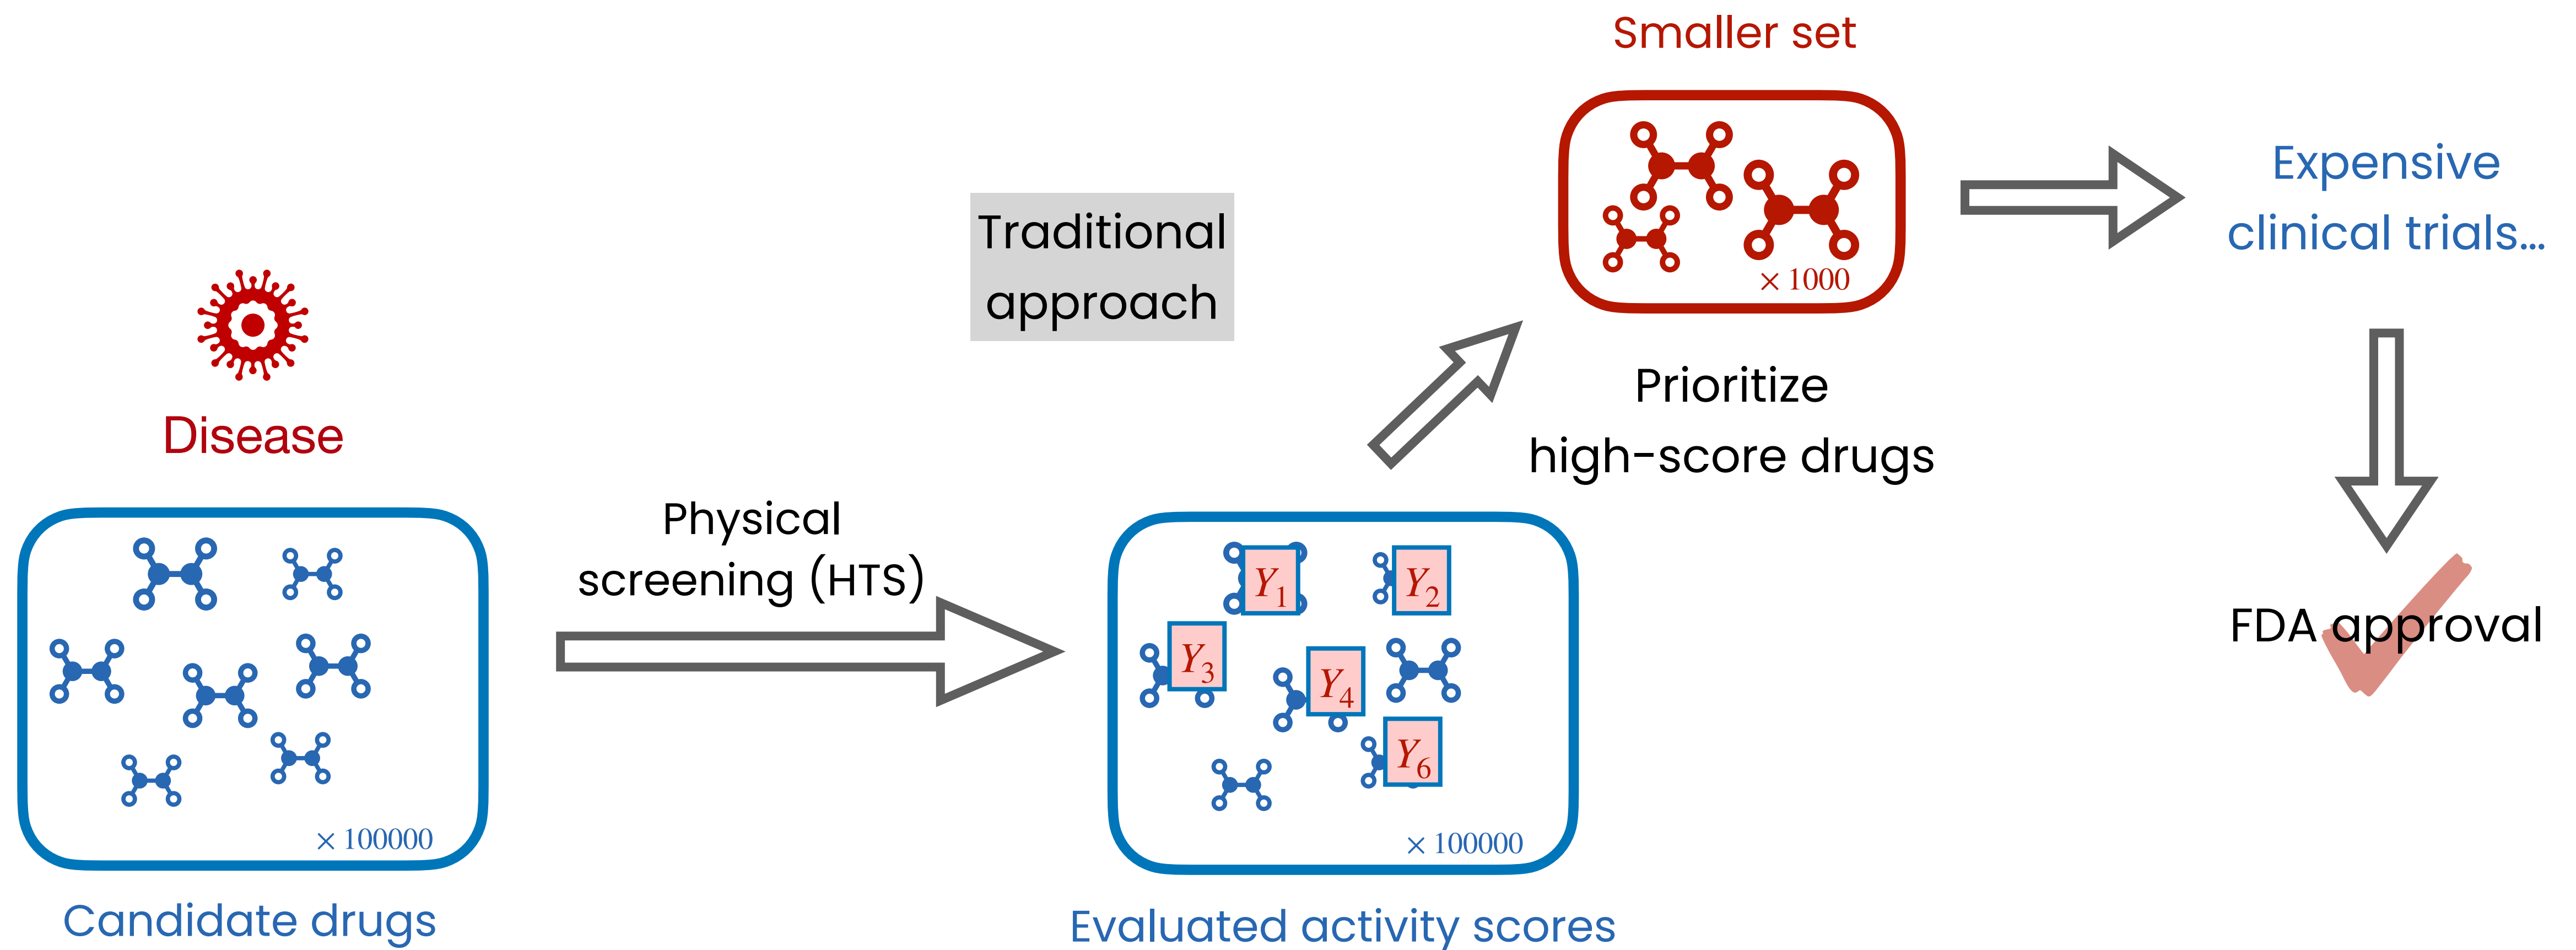 Smaller set
× 1000
Expensive
clinical trials...
Traditional
approach
Disease
Prioritize
high-score drugs
Physical
screening (HTS)
× 100000
Candidate drugs
Y1
Y2
Y3
Y4
Y6
× 100000
Evaluated activity scores
FDA approval